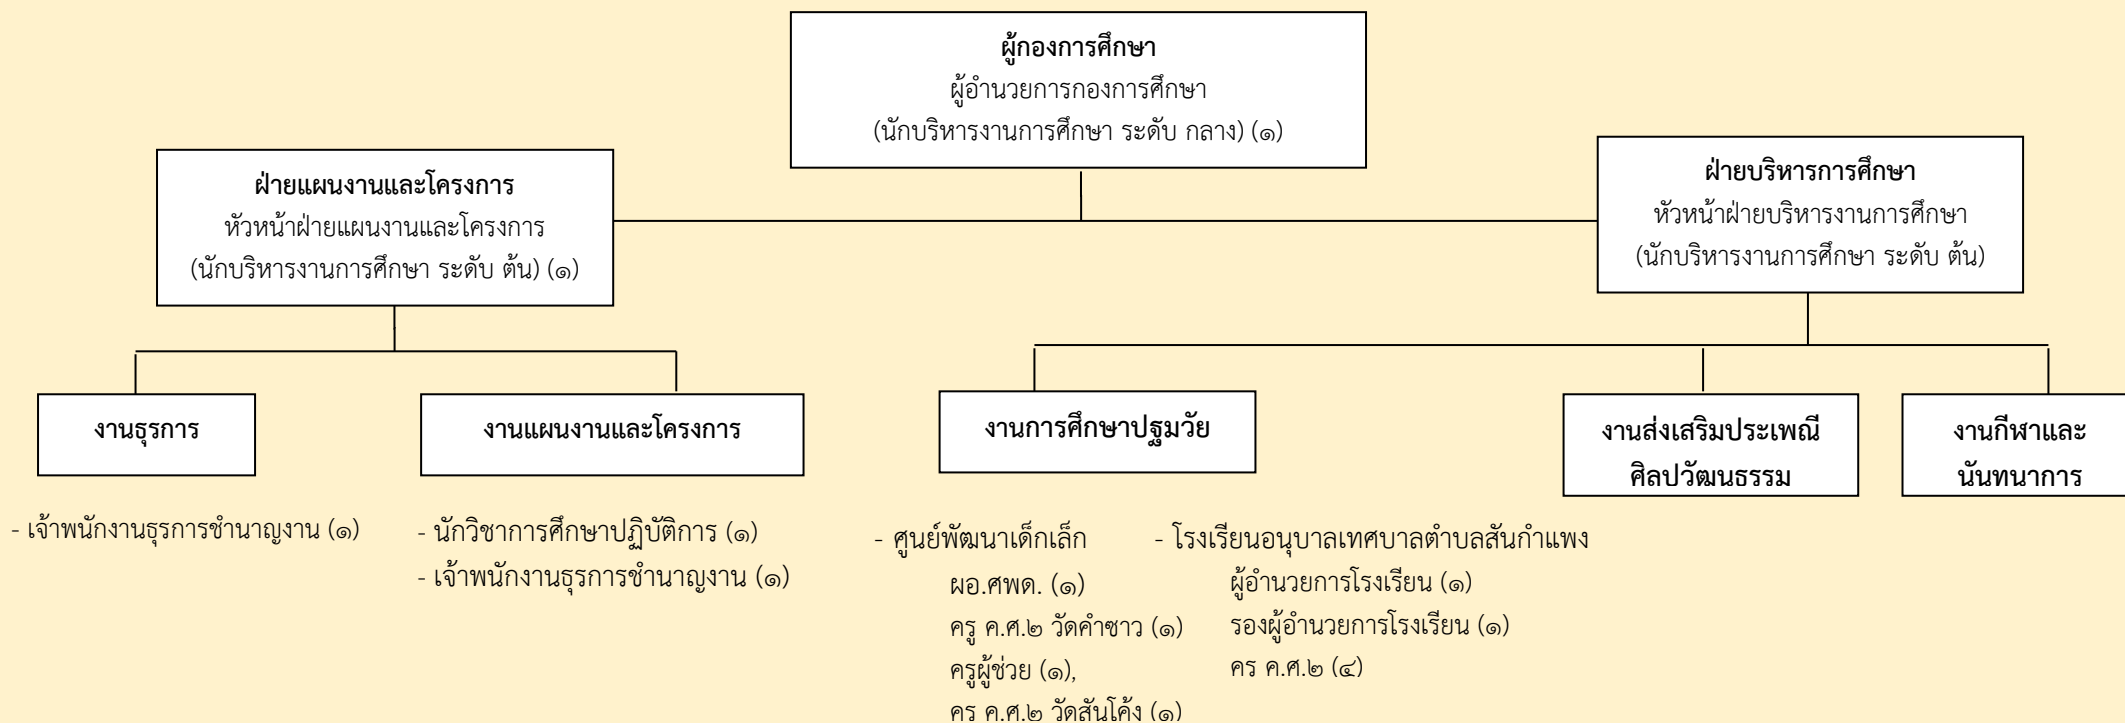 ผู้กองการศึกษา
ผู้อำนวยการกองการศึกษา
(นักบริหารงานการศึกษา ระดับ กลาง) (๑)
ฝ่ายแผนงานและโครงการ
หัวหน้าฝ่ายแผนงานและโครงการ
(นักบริหารงานการศึกษา ระดับ ต้น) (๑)
ฝ่ายบริหารการศึกษา
หัวหน้าฝ่ายบริหารงานการศึกษา
(นักบริหารงานการศึกษา ระดับ ต้น)
งานธุรการ
งานแผนงานและโครงการ
งานการศึกษาปฐมวัย
งานส่งเสริมประเพณี
ศิลปวัฒนธรรม
งานกีฬาและ
นันทนาการ
- เจ้าพนักงานธุรการชำนาญงาน (๑)
- นักวิชาการศึกษาปฏิบัติการ (๑)
- เจ้าพนักงานธุรการชำนาญงาน (๑)
- ศูนย์พัฒนาเด็กเล็ก
ผอ.ศพด. (๑)
ครู ค.ศ.๒ วัดคำซาว (๑)
ครูผู้ช่วย (๑),
คร ค.ศ.๒ วัดสันโค้ง (๑)
- โรงเรียนอนุบาลเทศบาลตำบลสันกำแพง
ผู้อำนวยการโรงเรียน (๑)
รองผู้อำนวยการโรงเรียน (๑)
คร ค.ศ.๒ (๔)